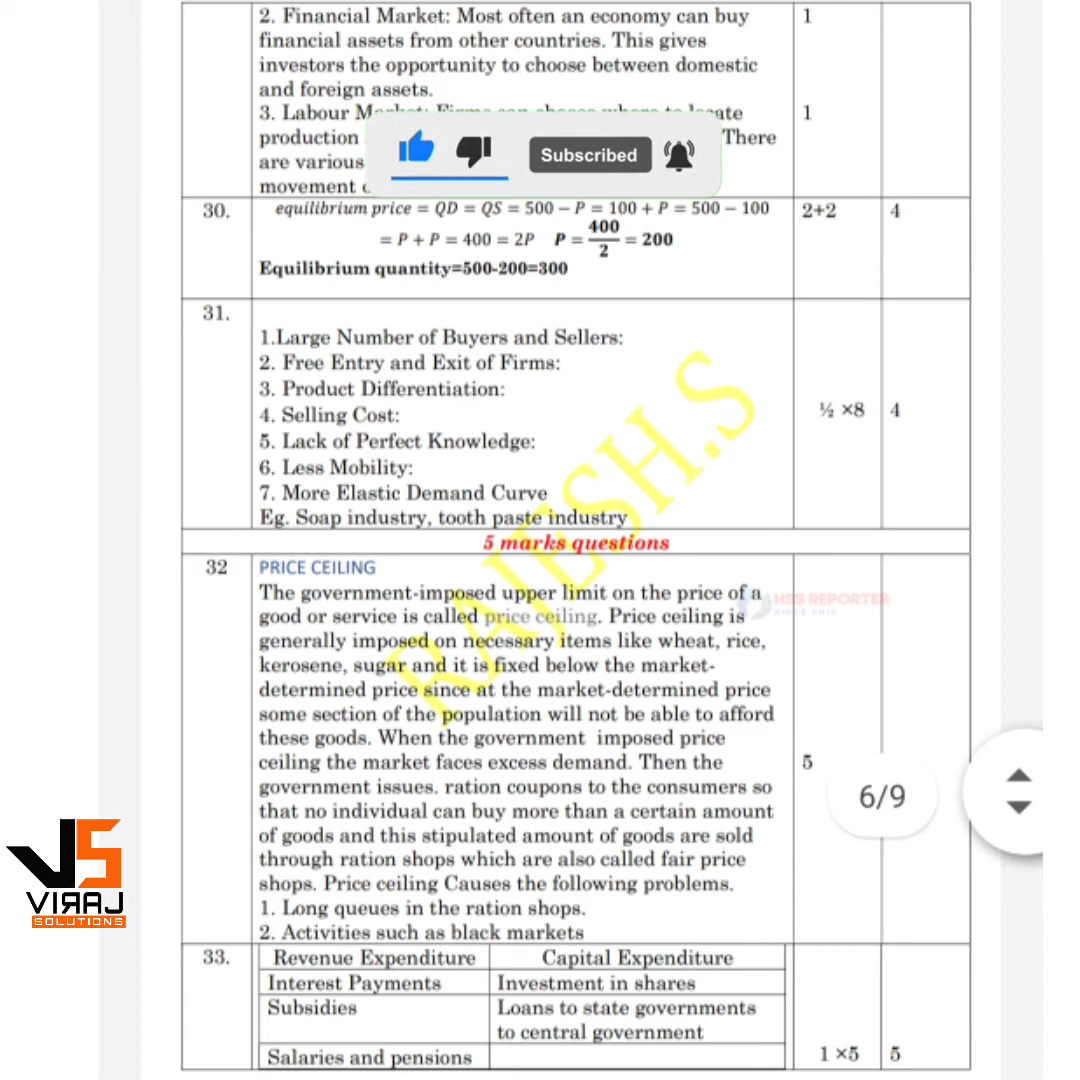 2. Financial Market: Most often an economy can buy 1
financial assets from other countries. This gives
investors the opportunity to choose between domestic
and foreign assets.
3. Labour 1
production There
are various
movement
Subscribed
30. equilibrium price = QD = QS = 500 − P = 100 + P = 500 − 100 2+2 4
= P + P = 400 = 2P P = 400/2 = 200
Equilibrium quantity=500-200=300
31.
1.Large Number of Buyers and Sellers:
2. Free Entry and Exit of Firms:
3. Product Differentiation:
4. Selling Cost: ½ ×8 4
5. Lack of Perfect Knowledge:
6. Less Mobility:
7. More Elastic Demand Curve
Eg. Soap industry, tooth paste industry
5 marks questions
32 PRICE CEILING
The government-imposed upper limit on the price of a
good or service is called price ceiling. Price ceiling is
generally imposed on necessary items like wheat, rice,
kerosene, sugar and it is fixed below the market-
determined price since at the market-determined price
some section of the population will not be able to afford
these goods. When the government imposed price
ceiling the market faces excess demand. Then the 5
government issues. ration coupons to the consumers so
that no individual can buy more than a certain amount
of goods and this stipulated amount of goods are sold
through ration shops which are also called fair price
shops. Price ceiling Causes the following problems.
1. Long queues in the ration shops.
2. Activities such as black markets
33. Revenue Expenditure Capital Expenditure
Interest Payments Investment in shares
Subsidies Loans to state governments
to central government
Salaries and pensions 1 ×5 5
RAJESH.S
HSS REPORTER
6/9
VS
VIRAJ
SOLUTIONS